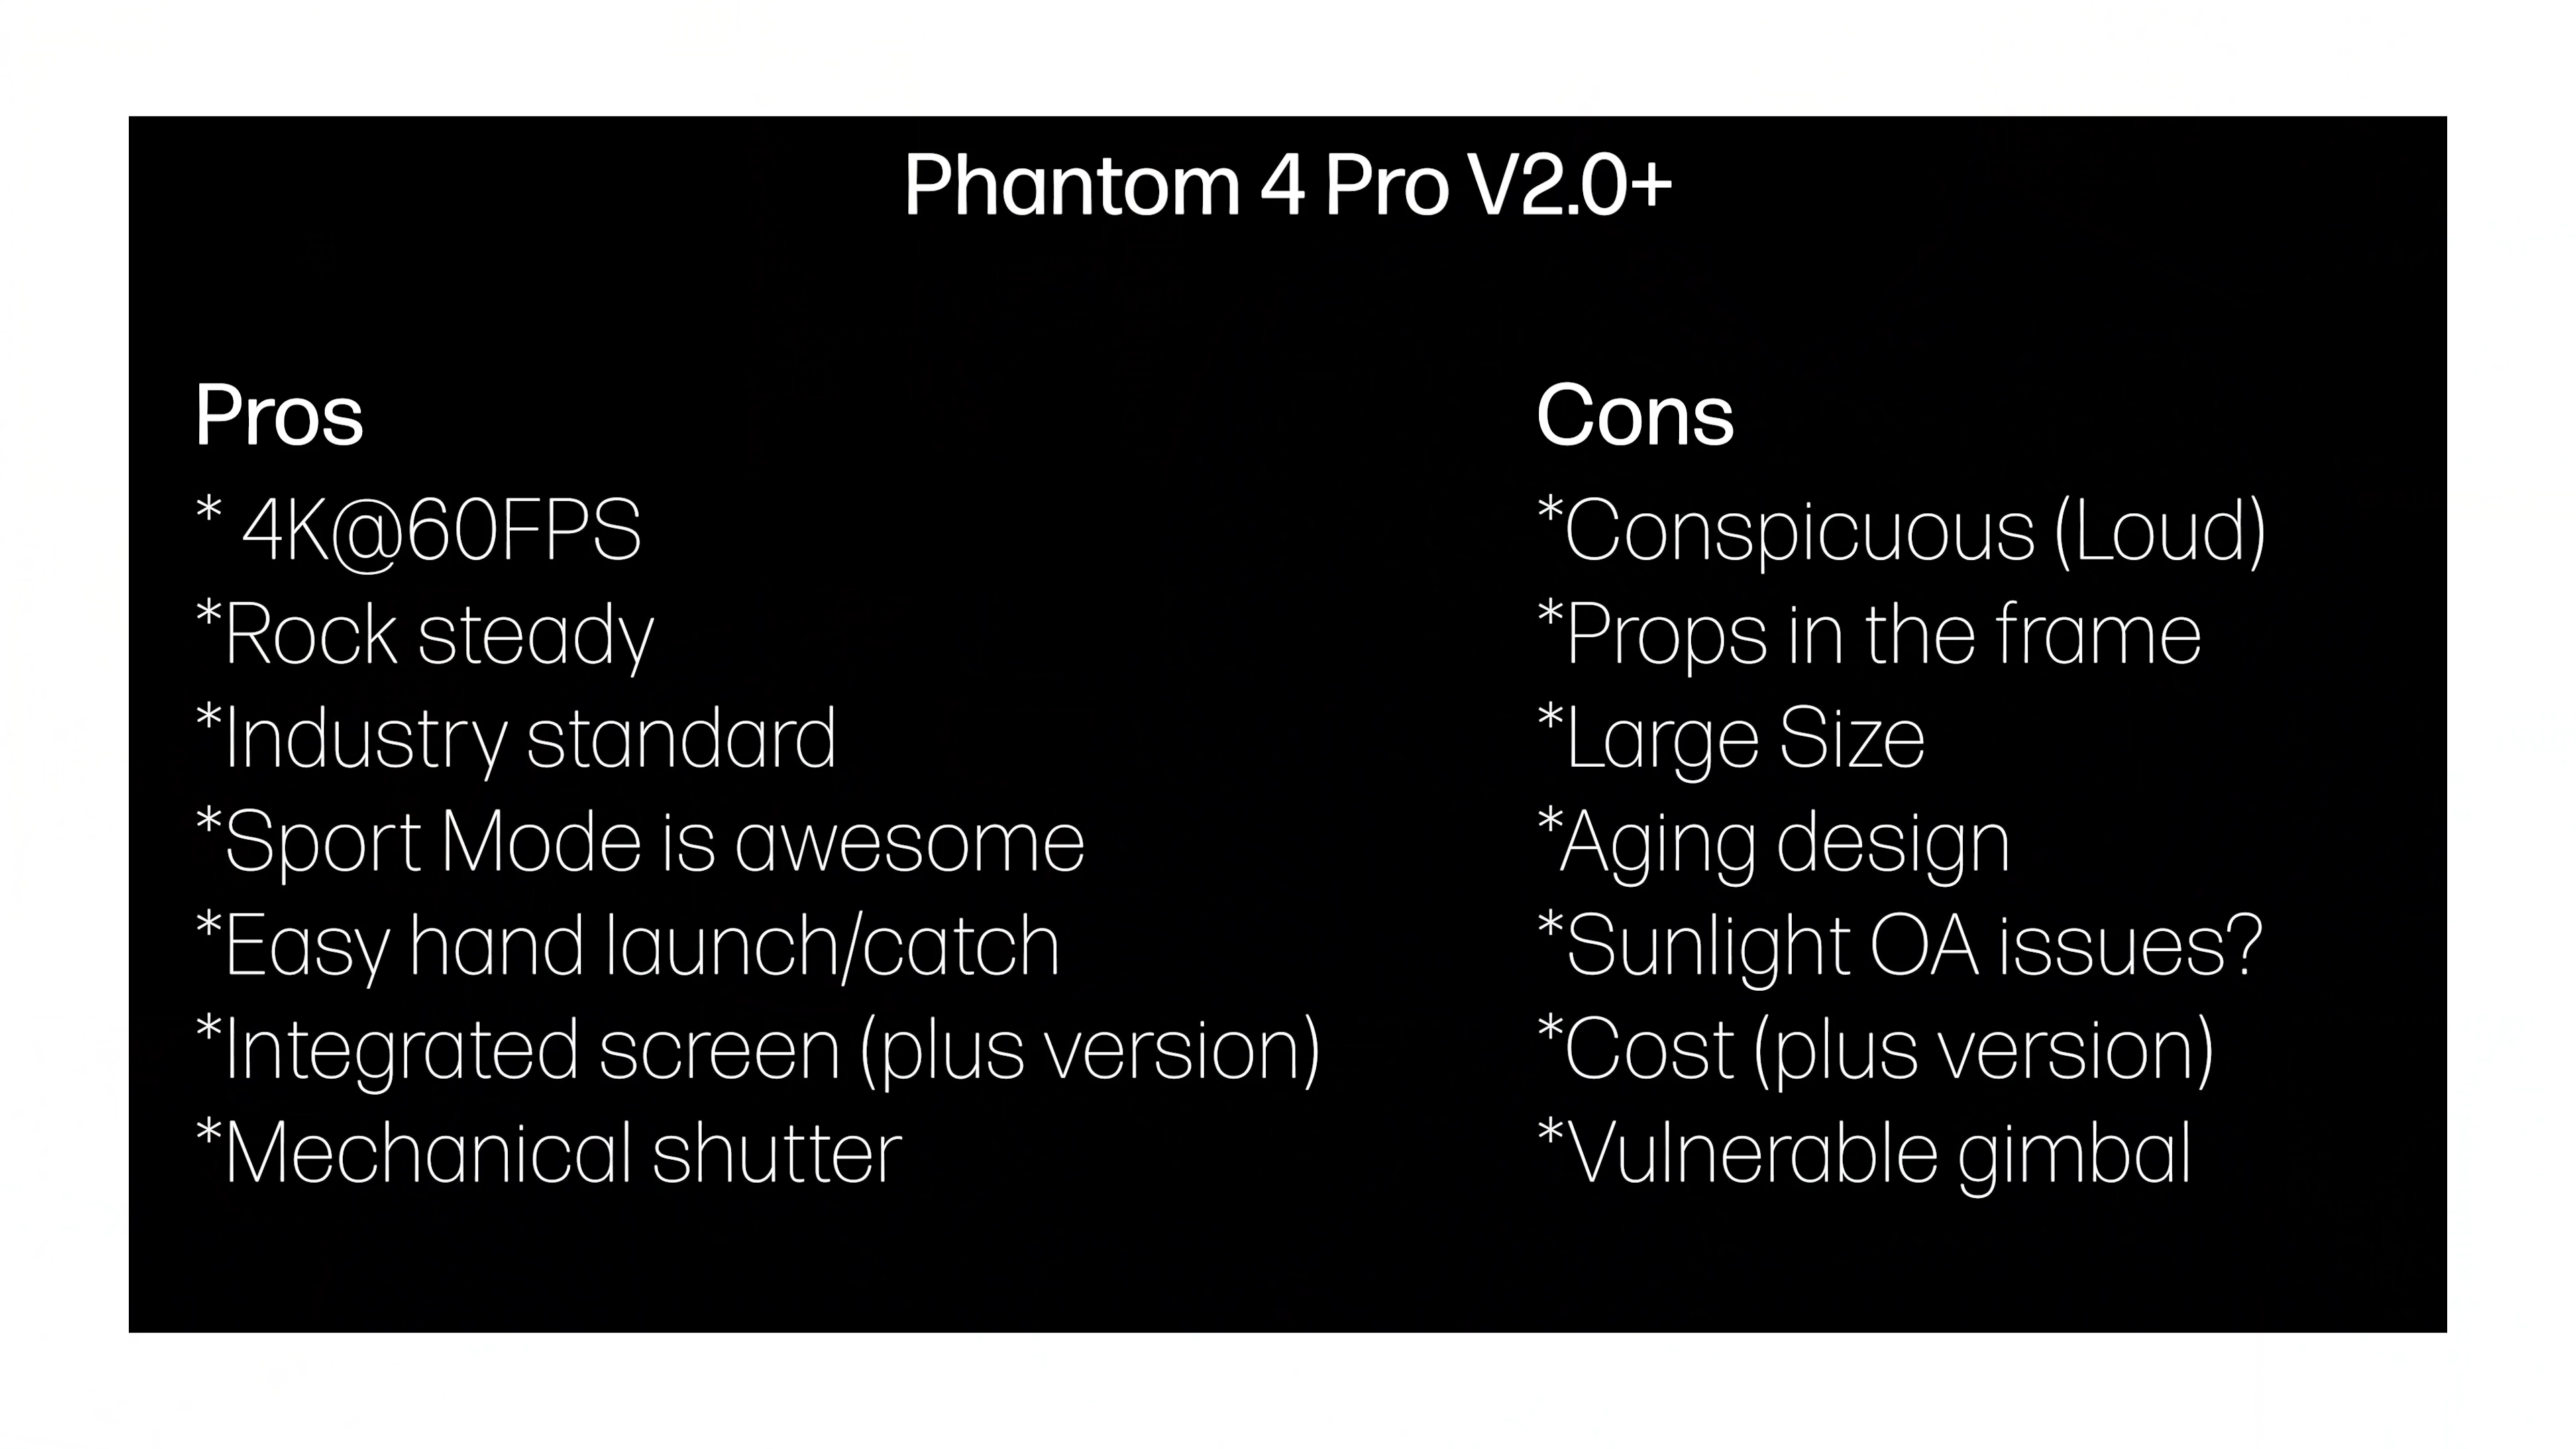 Phantom 4 Pro V2.0+
Pros
* 4K@60FPS
*Rock steady
*Industry standard
*Sport Mode is awesome
*Easy hand launch/catch
*Integrated screen (plus version)
*Mechanical shutter
Cons
*Conspicuous (Loud)
*Props in the frame
*Large Size
*Aging design
*Sunlight OA issues?
*Cost (plus version)
*Vulnerable gimbal